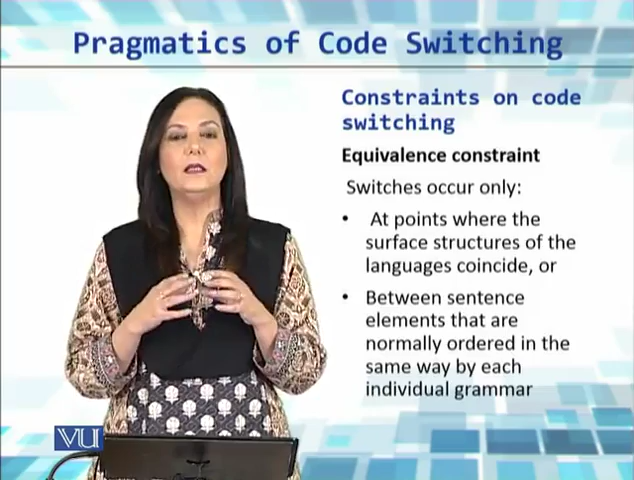 Pragmatics of Code Switching
Constraints on code
switching
Equivalence constraint
Switches occur only:
• At points where the
surface structures of the
languages coincide, or
• Between sentence
elements that are
normally ordered in the
same way by each
individual grammar
VU